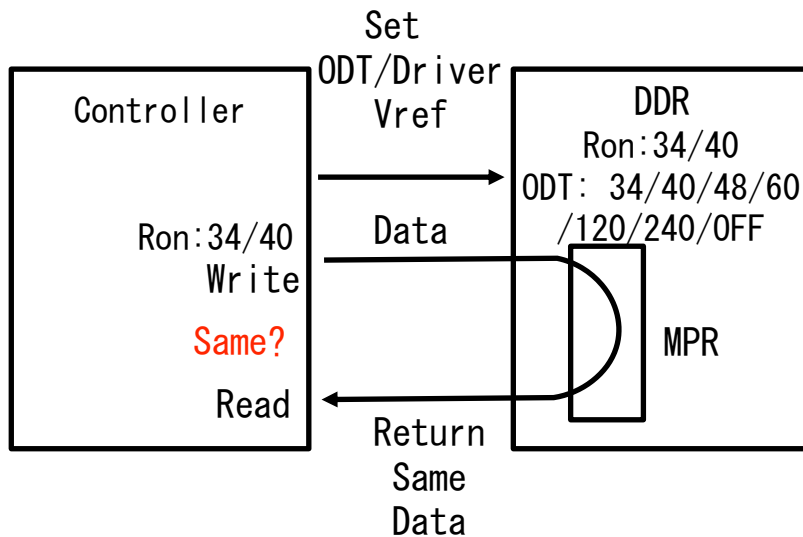 Set
ODT/Driver
Vref
Controller
DDR
Ron:34/40
ODT: 34/40/48/60
/120/240/OFF
Ron:34/40
Write
Data
Same?
MPR
Read
Return
Same
Data